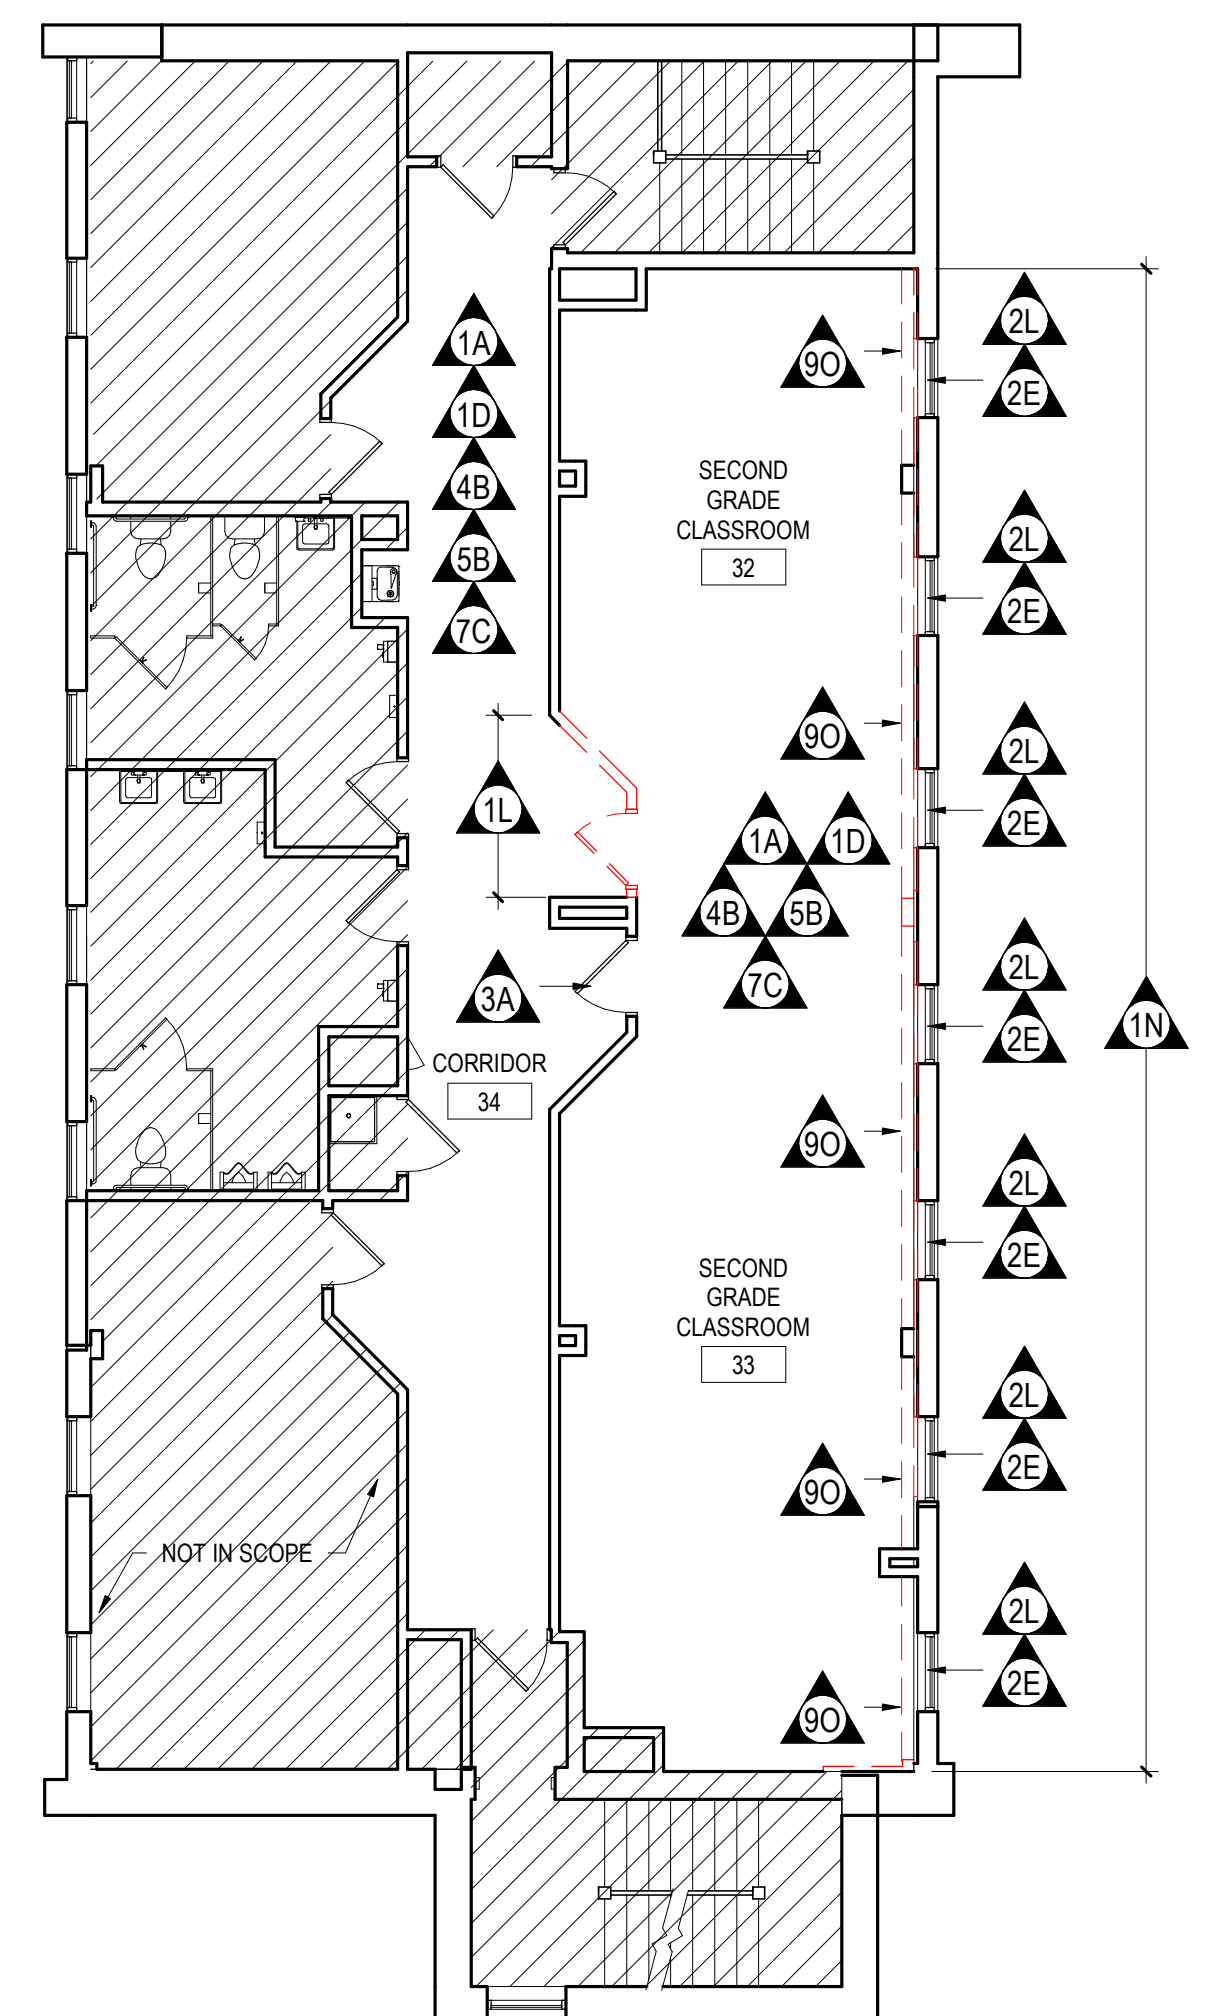 2L
1A
9O
2E
1D
SECOND
GRADE
CLASSROOM
32
4B
5B
7C
2L
2E
9O
2L
2E
1L
1A
1D
4B
5B
7C
3A
2L
2E
1N
CORRIDOR
34
9O
2L
2E
SECOND
GRADE
CLASSROOM
33
2L
2E
9O
NOT IN SCOPE
2L
2E
9O